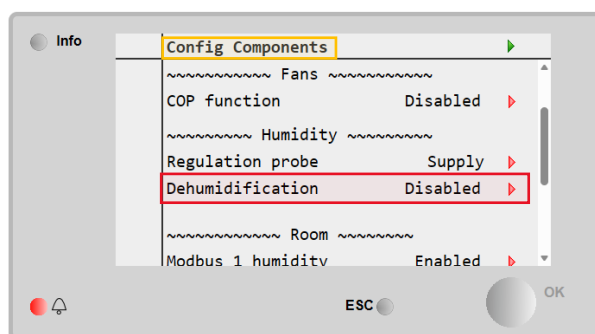 Info
Config Components
~~~~~~~~~~~ Fans ~~~~~~~~~~~
COP function Disabled
~~~~~~~~~ Humidity ~~~~~~~~~
Regulation probe Supply
Dehumidification Disabled
~~~~~~~~~~~~ Room ~~~~~~~~
Modbus 1 humidity Enabled
ESC
OK